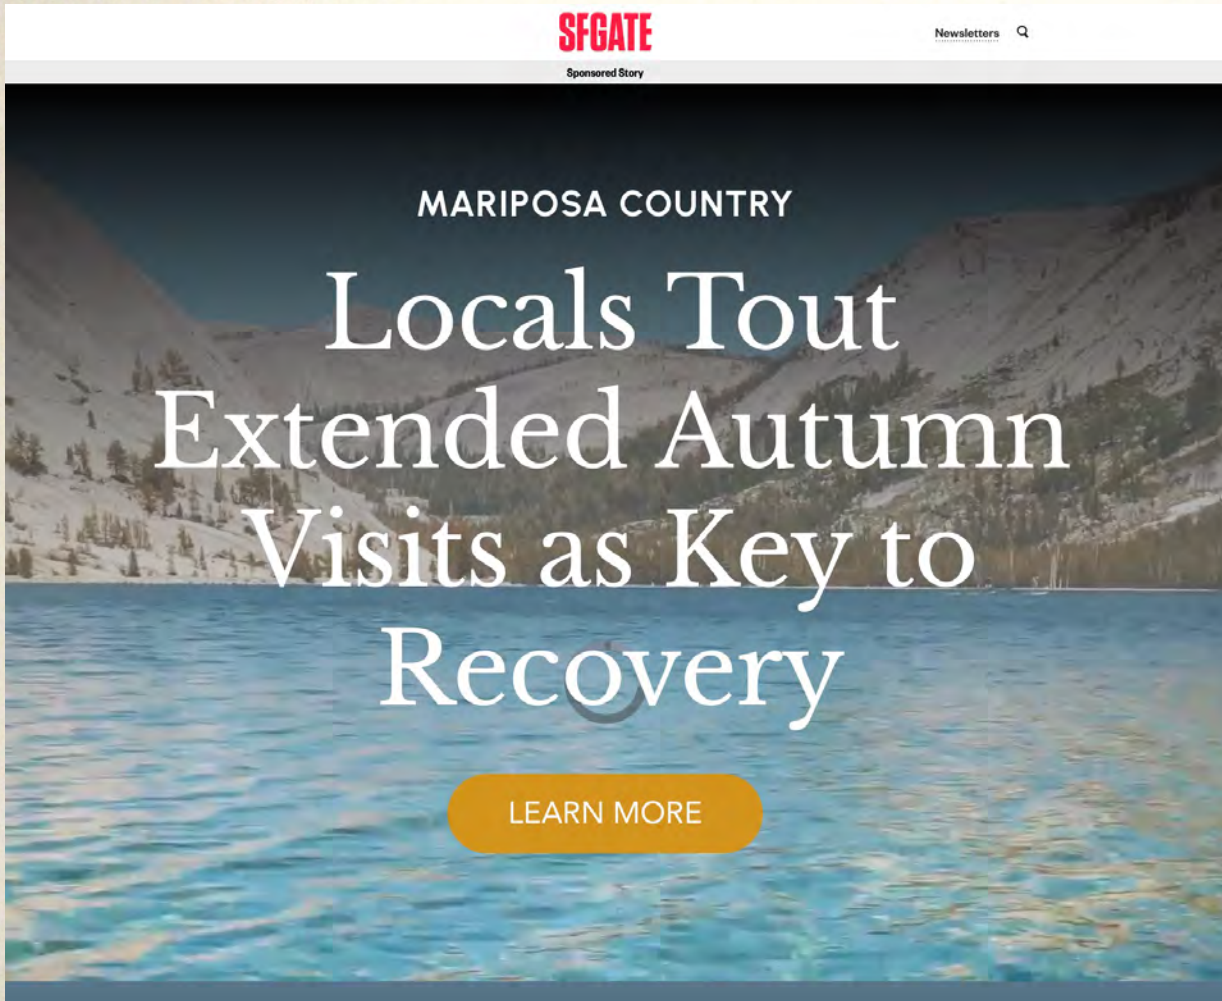 SFGATE
Newsletters
Sponsored Story
MARIPOSA COUNTRY
Locals Tout
Extended Autumn
Visits as Key to
Recovery
LEARN MORE